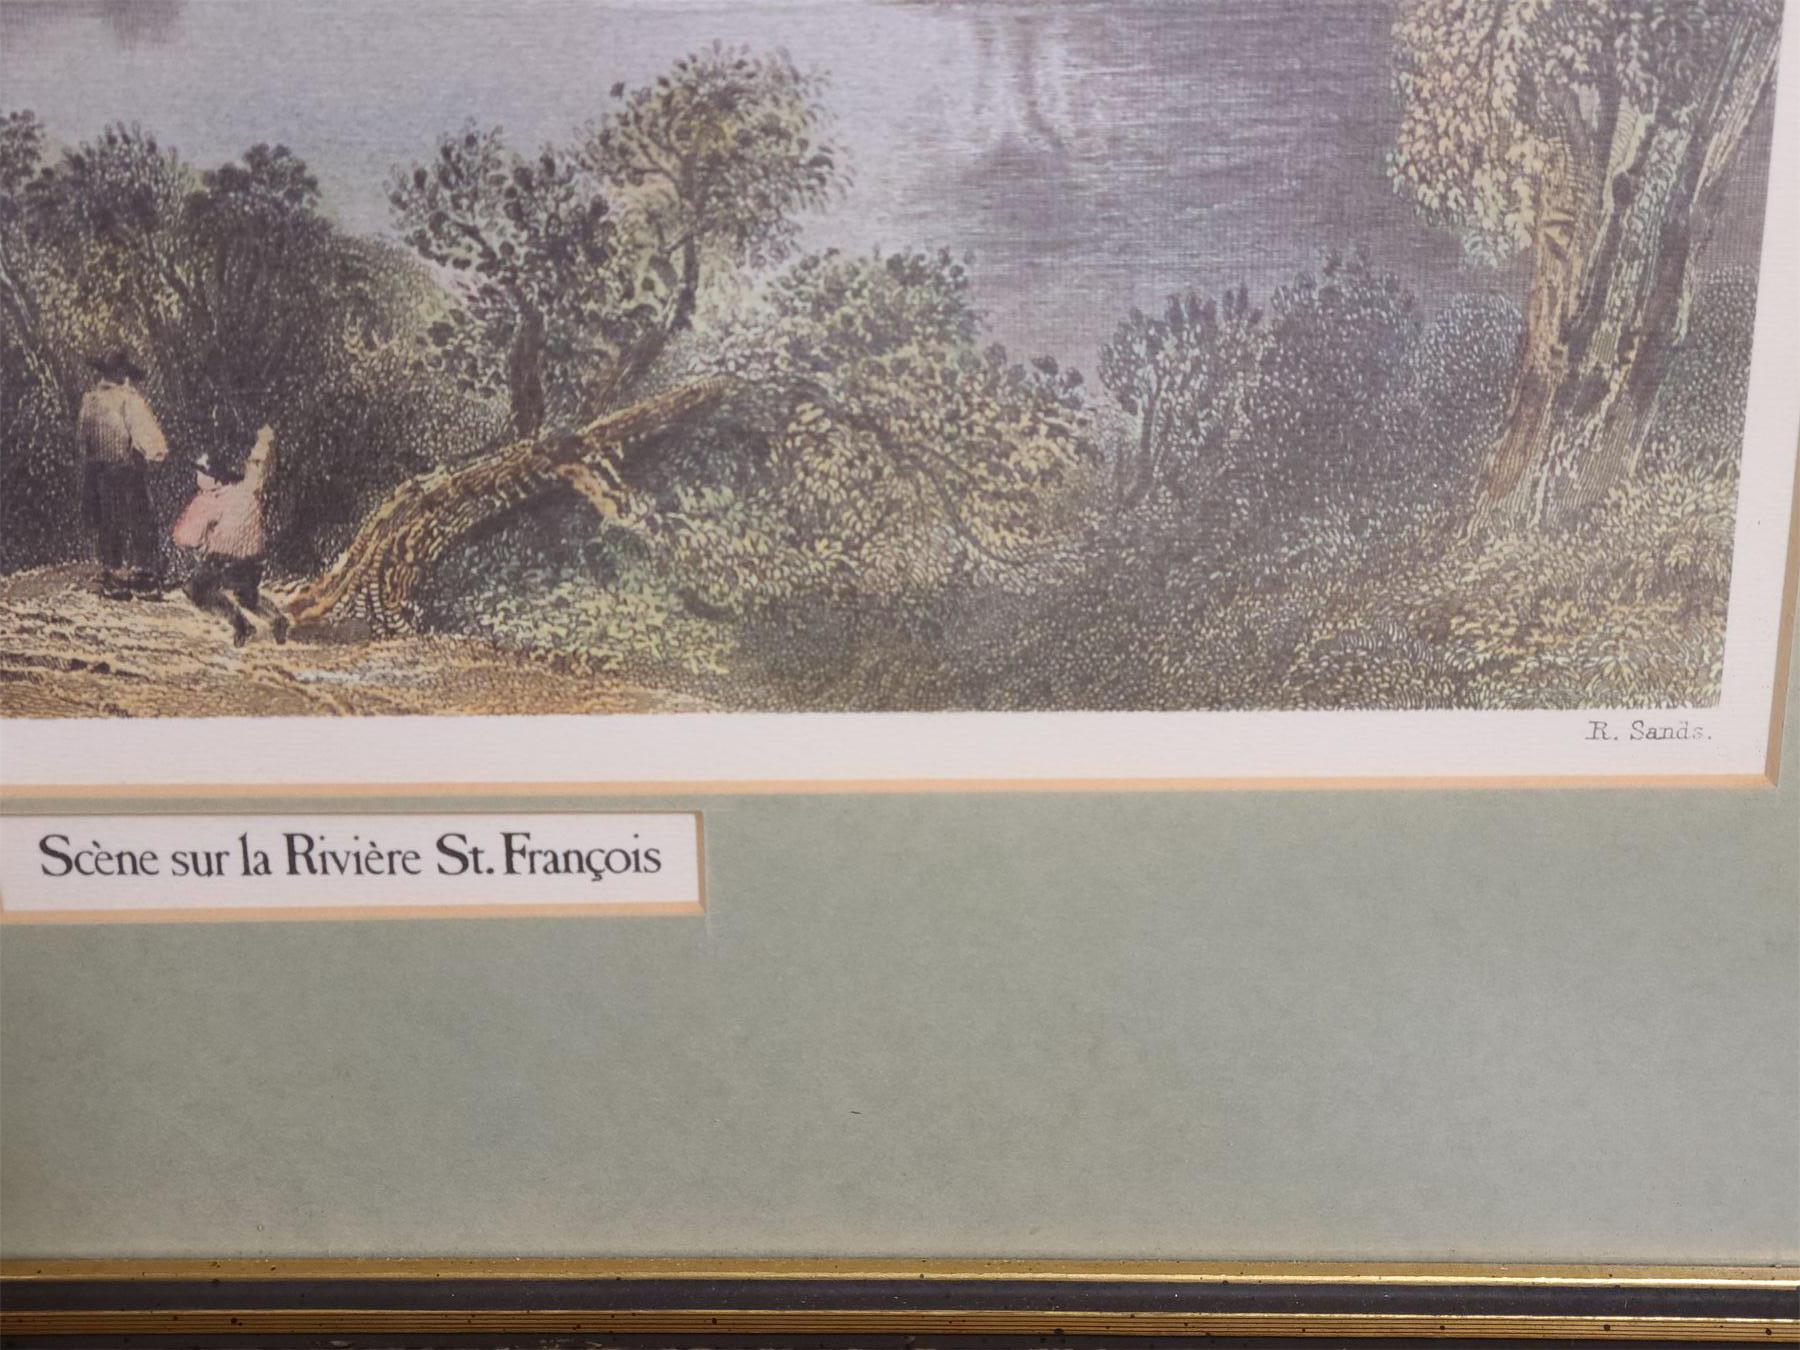 R. Sands.
Scène sur la Rivière St. François